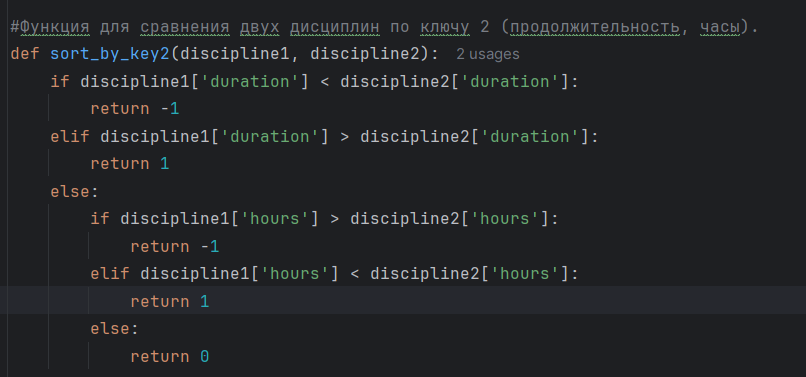 #Функция для сравнения двух дисциплин по ключу 2 (продолжительность, часы).
def sort_by_key2(discipline1, discipline2): 2 usages
    if discipline1['duration'] < discipline2['duration']:
        return -1
    elif discipline1['duration'] > discipline2['duration']:
        return 1
    else:
        if discipline1['hours'] > discipline2['hours']:
            return -1
        elif discipline1['hours'] < discipline2['hours']:
            return 1
        else:
            return 0